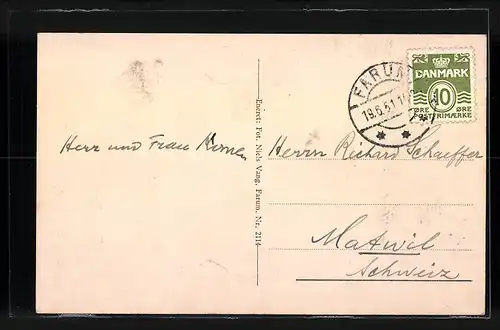 FARUM
19.6.51.
DANMARK
10
ØRE ØRE
POSTFRIMÆRKE
Herr und Frau
Herrn Richard Schaeffer
Matwil
Schweiz
Eneret: Fot. Niels Vang, Farum. Nr. 2114